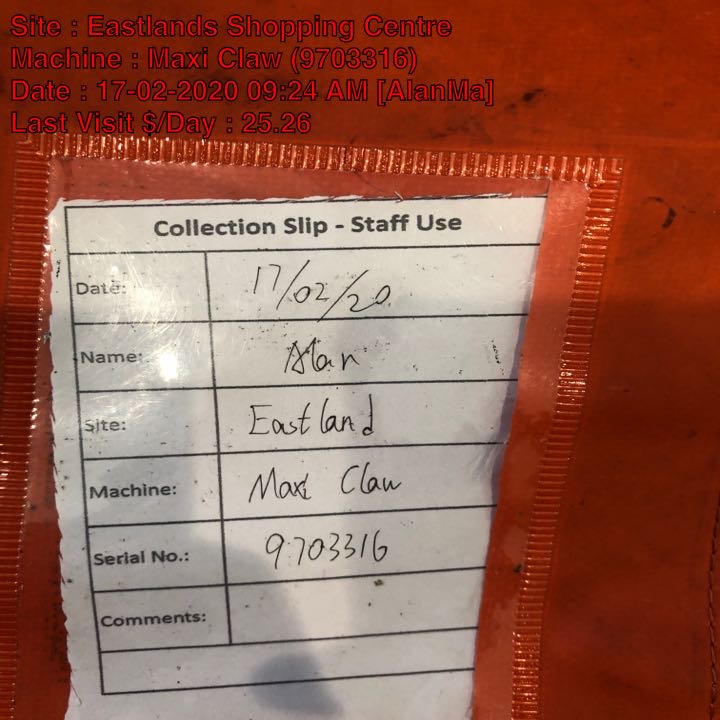 Site : Eastlands Shopping Centre
Machine : Maxi Claw (9703316)
Date : 17-02-2020 09:24 AM [AlanMa]
Last Visit $/Day : 25.26
Collection Slip - Staff Use
Date: 17/02/20
Name: Alan
Site: Eastland
Machine: Maxi Claw
Serial No.: 9703316
Comments: